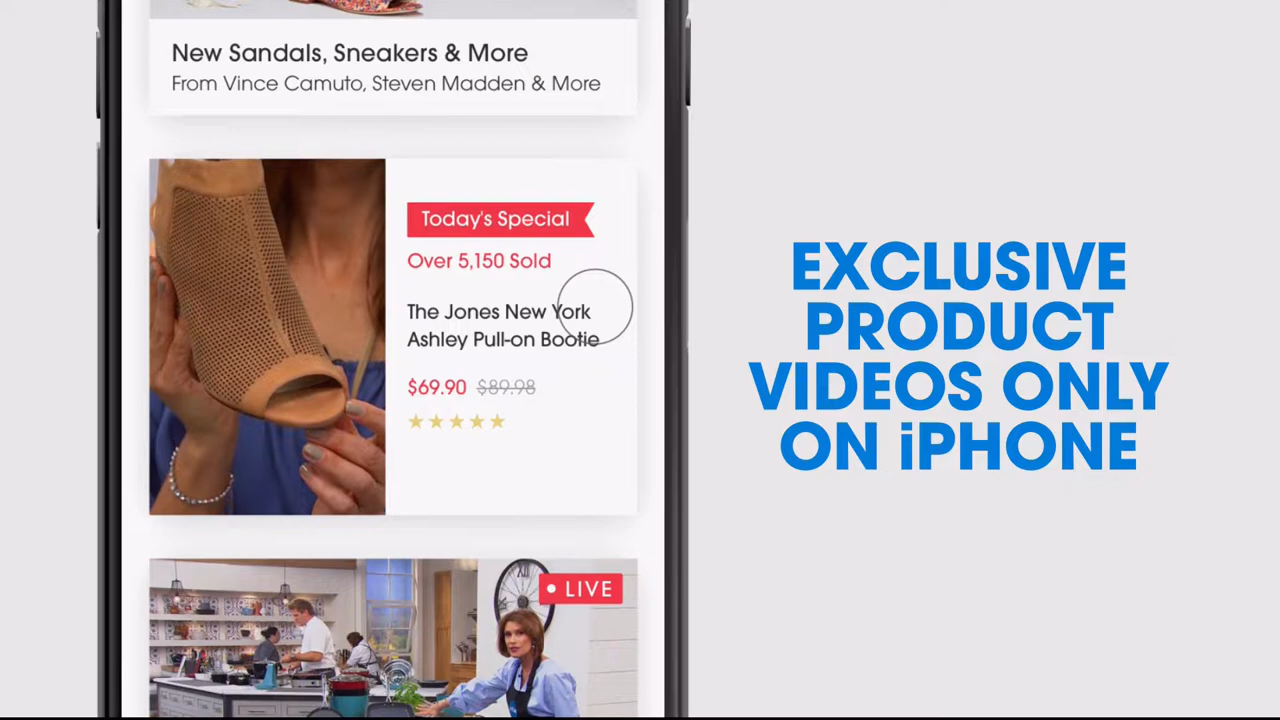 New Sandals, Sneakers & More
From Vince Camuto, Steven Madden & More
Today's Special
Over 5,150 Sold
The Jones New York
Ashley Pull-on Bootie
$69.90 $89.98
LIVE
EXCLUSIVE
PRODUCT
VIDEOS ONLY
ON iPHONE